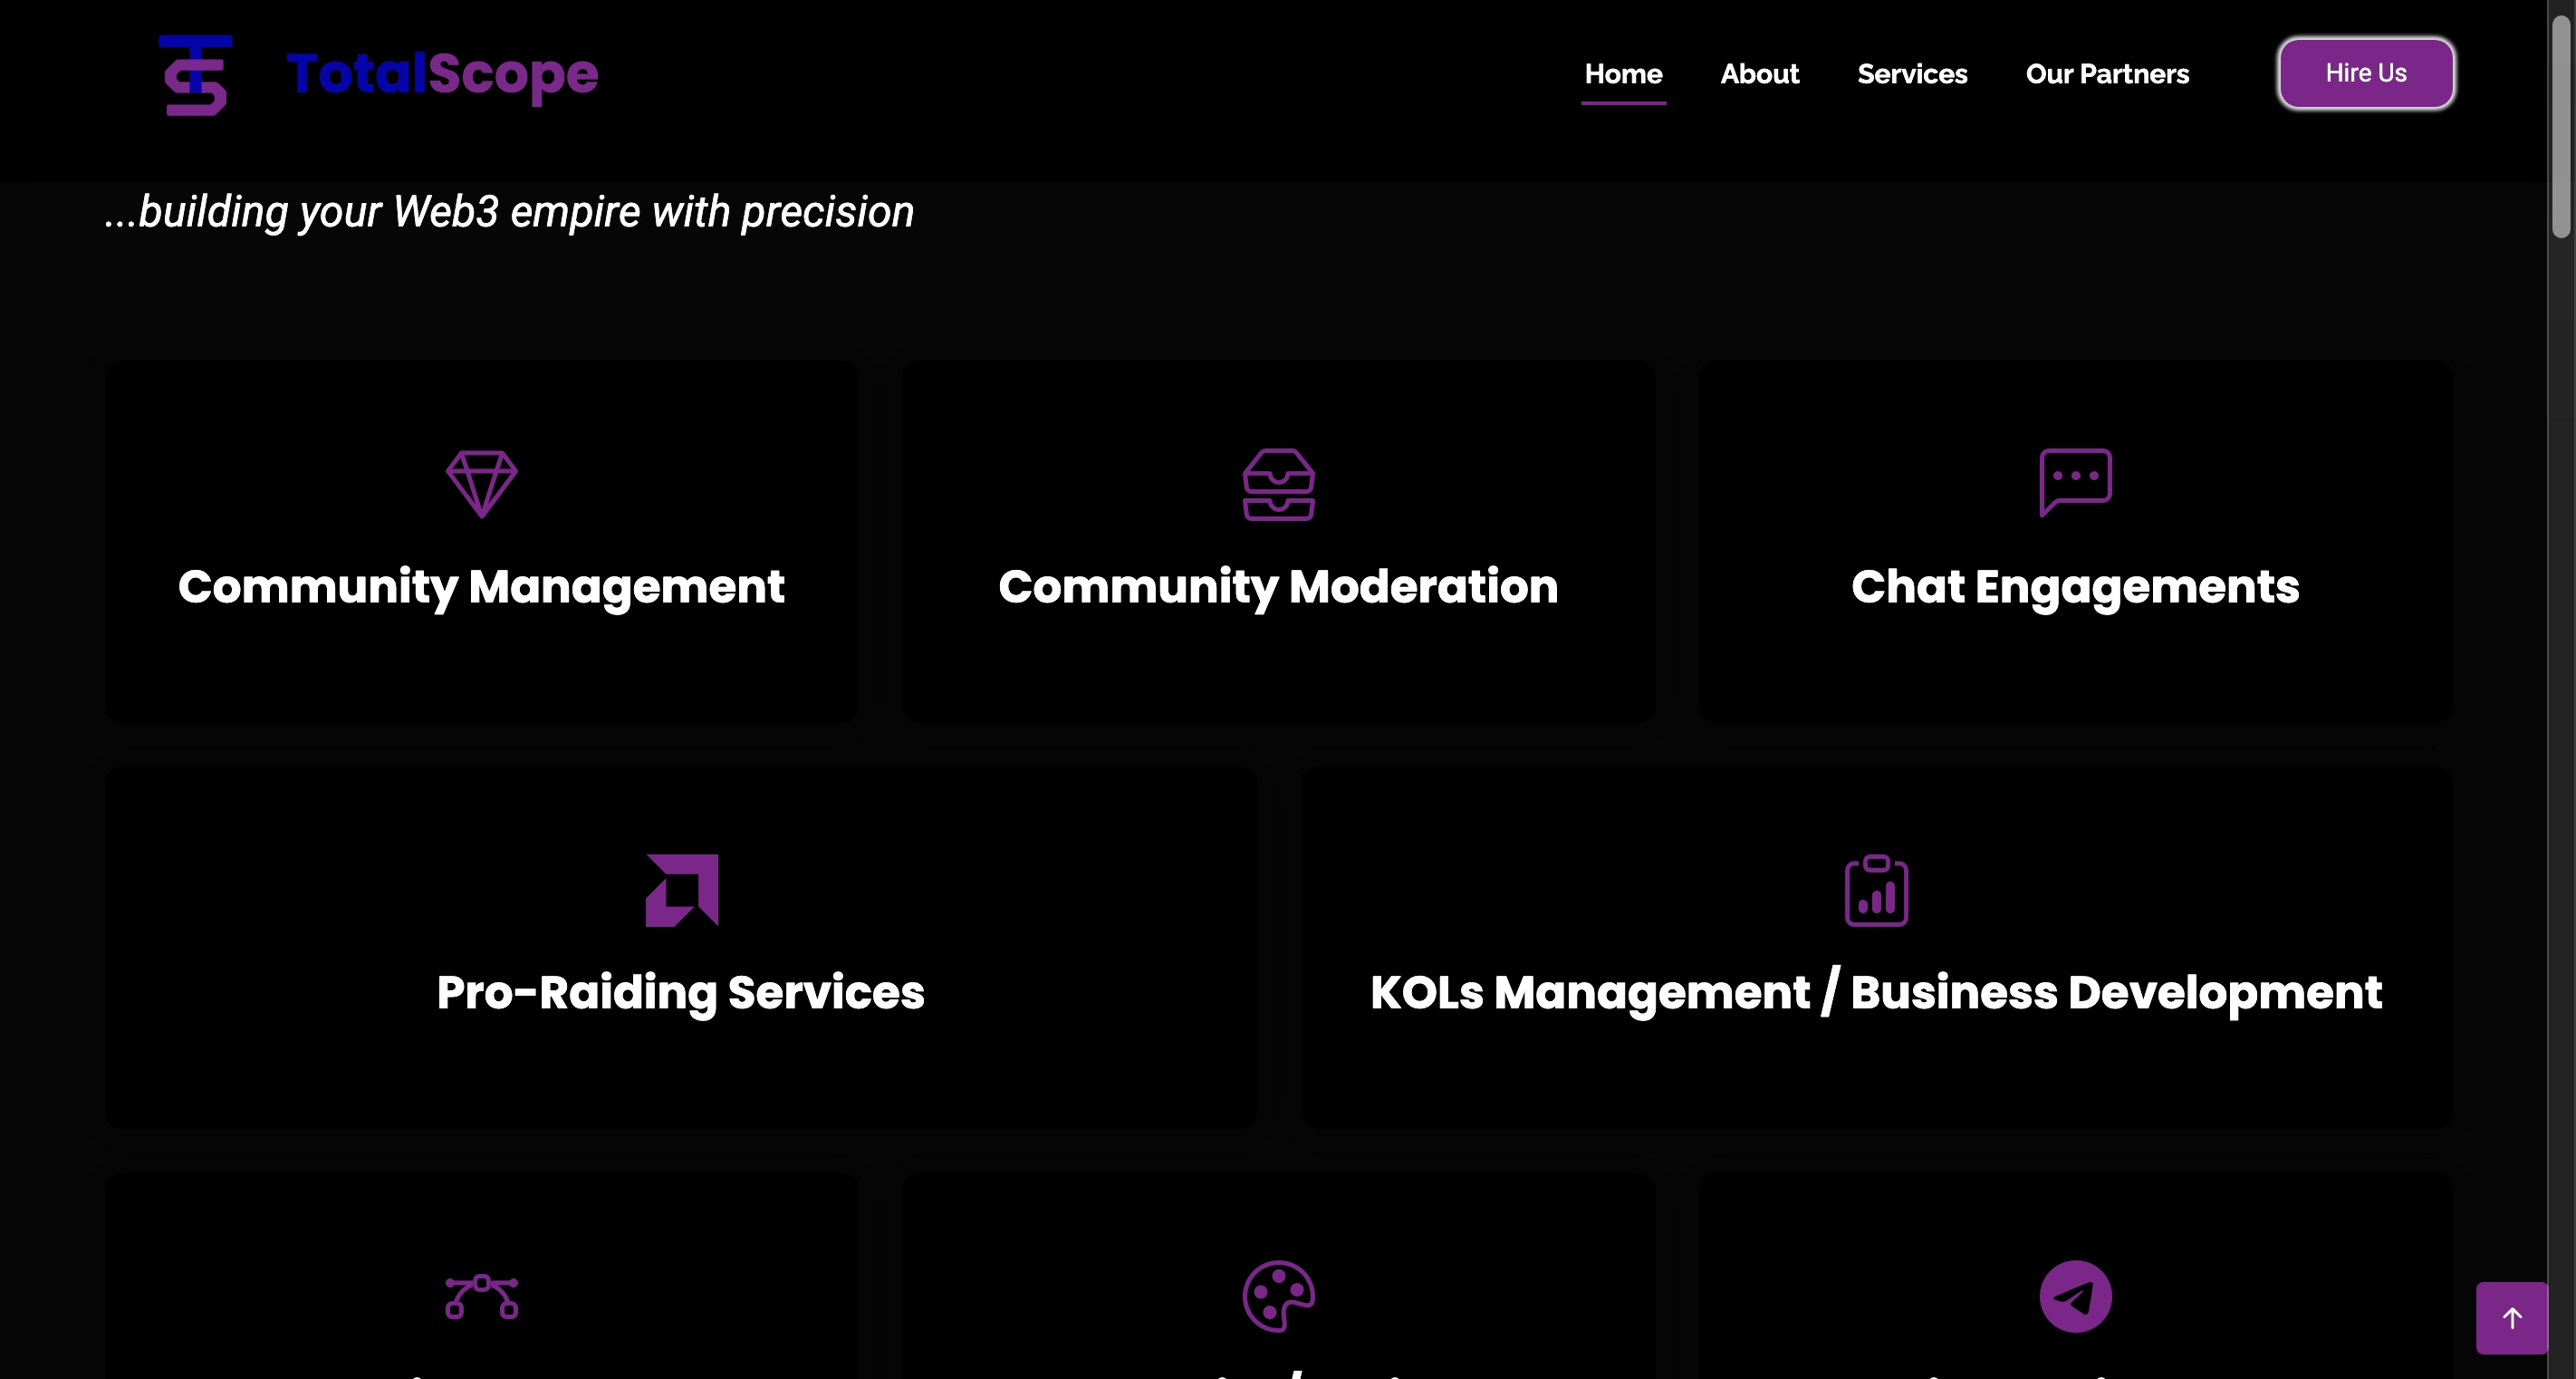 TS TotalScope Home About Services Our Partners Hire Us
...building your Web3 empire with precision
Community Management Community Moderation Chat Engagements
Pro-Raiding Services KOLs Management / Business Development